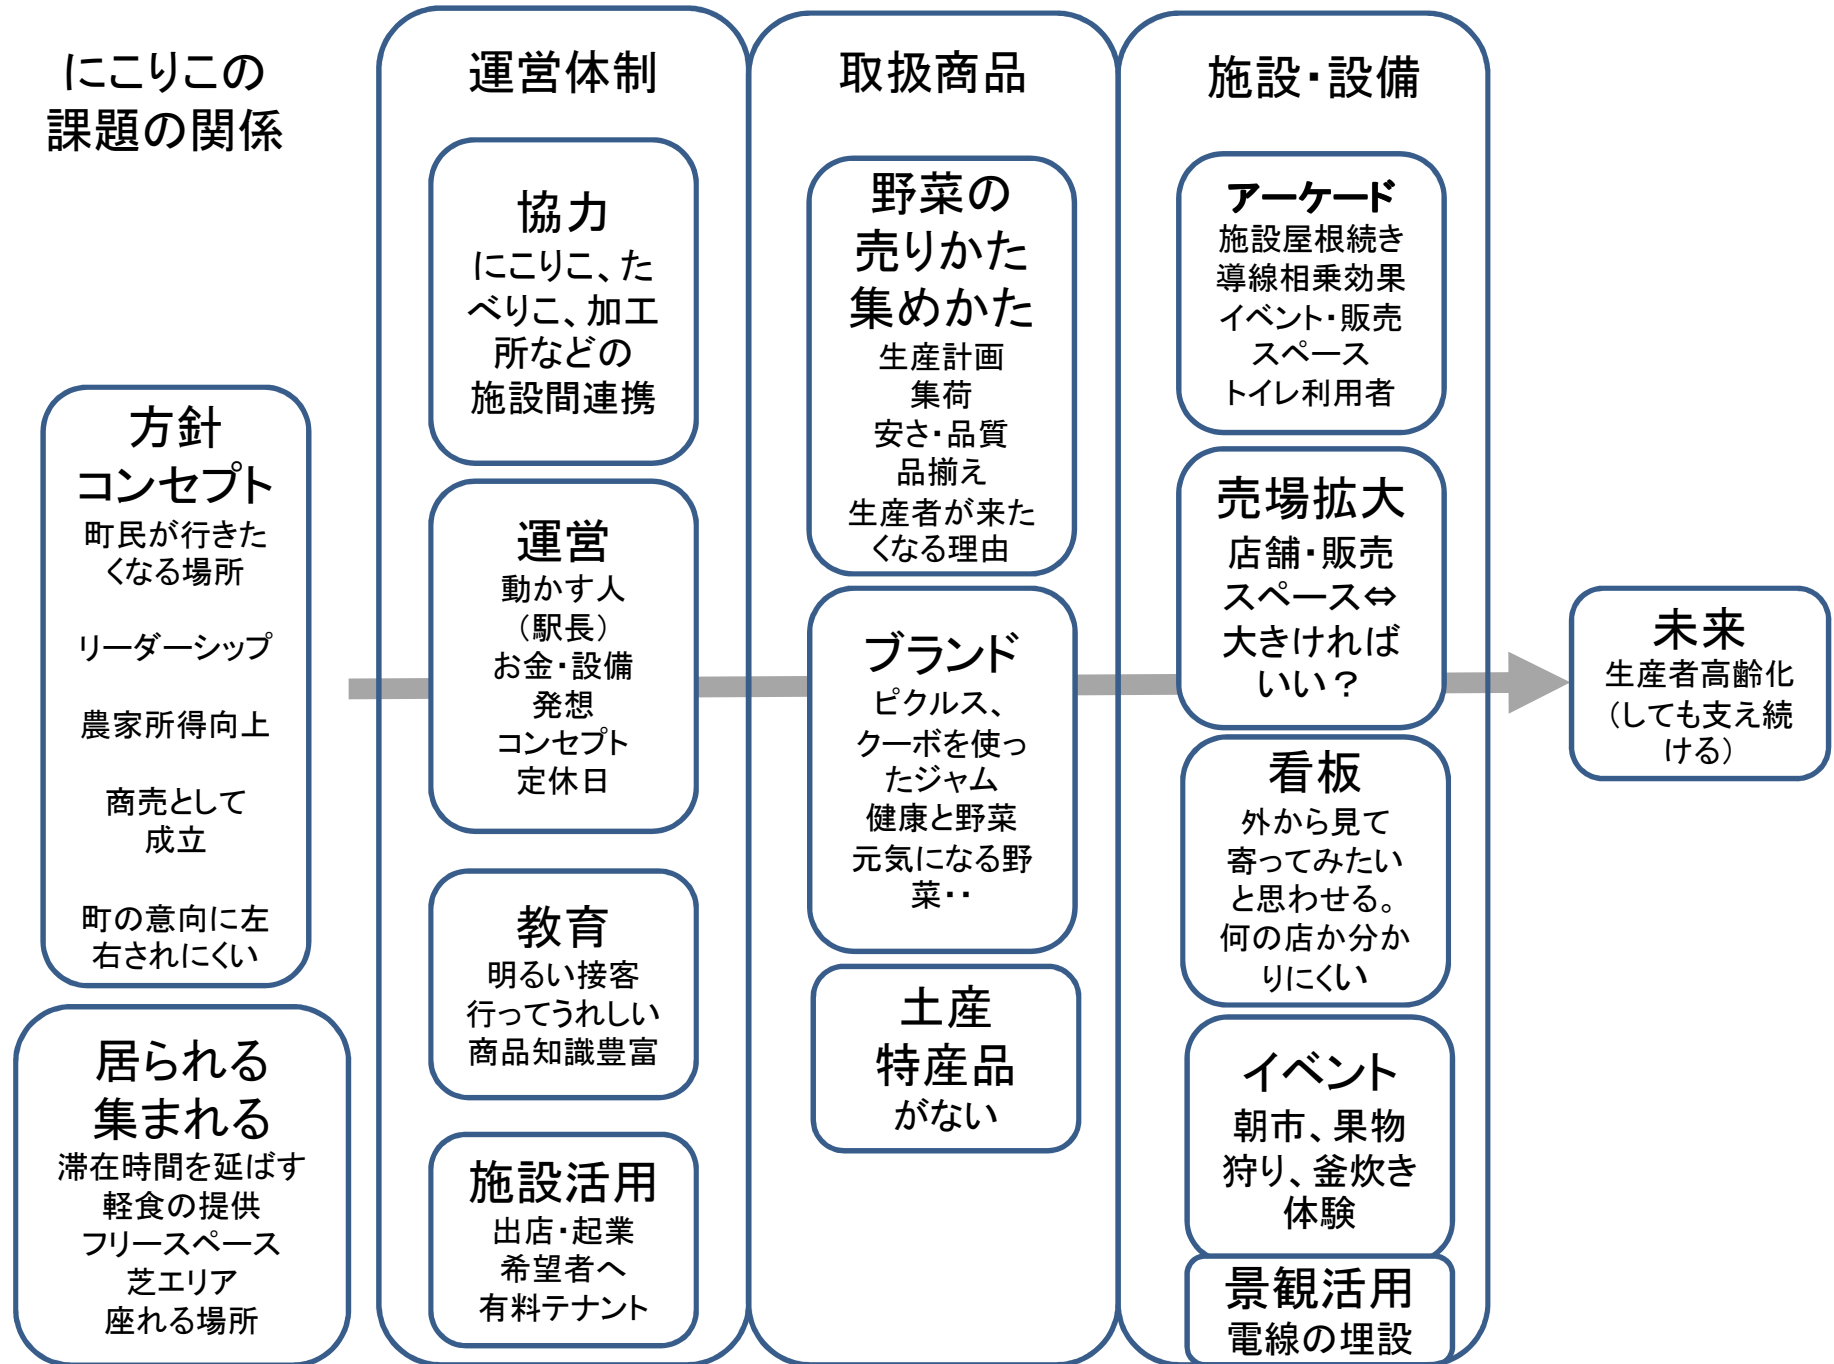 にこりこの
課題の関係
方針
コンセプト
町民が行きた
くなる場所
リーダーシップ
農家所得向上
商売として
成立
町の意向に左
右されにくい
居られる
集まれる
滞在時間を延ばす
軽食の提供
フリースペース
芝エリア
座れる場所
運営体制
協力
にこりこ、た
べりこ、加工
所などの
施設間連携
運営
動かす人
（駅長）
お金・設備
発想
コンセプト
定休日
教育
明るい接客
行ってうれしい
商品知識豊富
施設活用
出店・起業
希望者へ
有料テナント
取扱商品
野菜の
売りかた
集めかた
生産計画
集荷
安さ・品質
品揃え
生産者が来た
くなる理由
ブランド
ピクルス、
クーボを使っ
たジャム
健康と野菜
元気になる野
菜・・
土産
特産品
がない
施設・設備
アーケード
施設屋根続き
導線相乗効果
イベント・販売
スペース
トイレ利用者
売場拡大
店舗・販売
スペース⇔
大きければ
いい？
看板
外から見て
寄ってみたい
と思わせる。
何の店か分か
りにくい
イベント
朝市、果物
狩り、釜炊き
体験
景観活用
電線の埋設
未来
生産者高齢化
（しても支え続
ける）